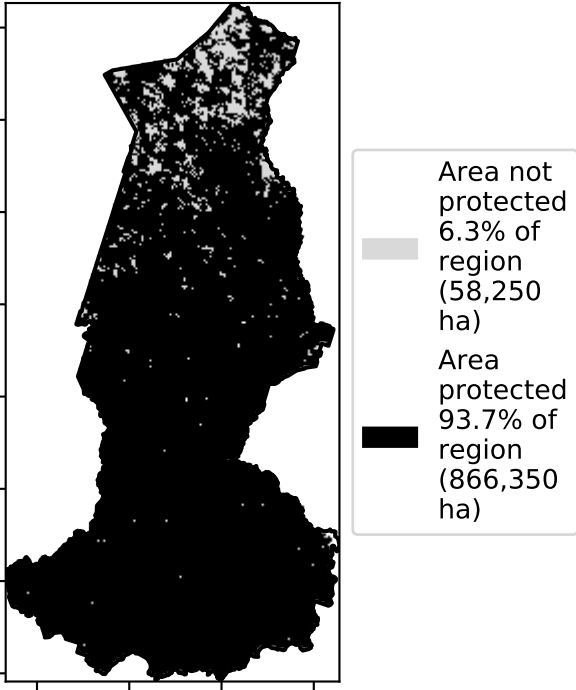 Area not
protected
6.3% of
region
(58,250
ha)
Area
protected
93.7% of
region
(866,350
ha)